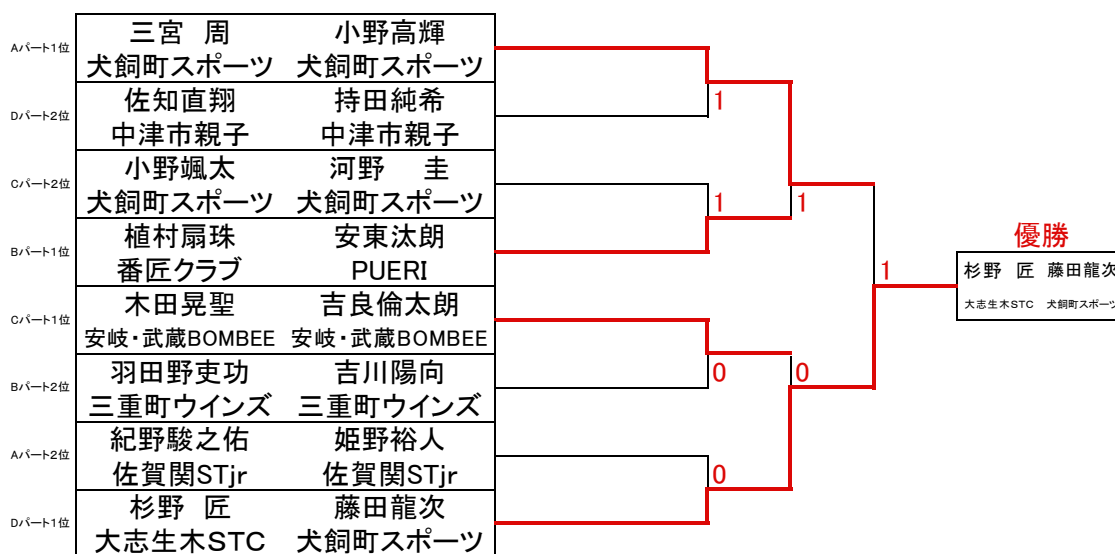 Aパート1位 三宮 周 小野高輝
犬飼町スポーツ 犬飼町スポーツ
Dパート2位 佐知直翔 持田純希
中津市親子 中津市親子
1
Cパート2位 小野颯太 河野 圭
犬飼町スポーツ 犬飼町スポーツ
1 1
Bパート1位 植村扇珠 安東汰朗
番匠クラブ PUERI
1
優勝
杉野 匠 藤田龍次
大志生木STC 犬飼町スポーツ
Cパート1位 木田晃聖 吉良倫太朗
安岐・武蔵BOMBEE 安岐・武蔵BOMBEE
Bパート2位 羽田野吏功 吉川陽向
三重町ウインズ 三重町ウインズ
0 0
Aパート2位 紀野駿之佑 姫野裕人
佐賀関STjr 佐賀関STjr
0
Dパート1位 杉野 匠 藤田龍次
大志生木STC 犬飼町スポーツ